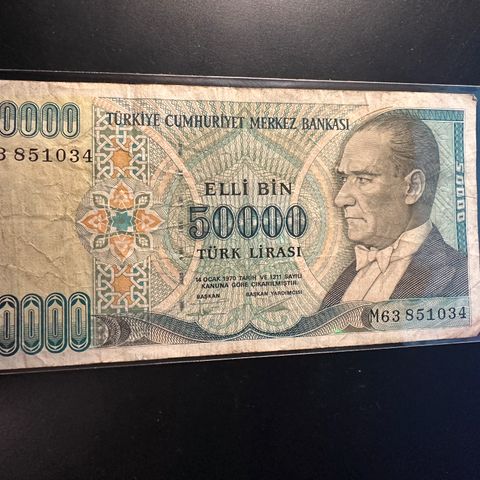 0000
TÜRKİYE CUMHURİYET MERKEZ BANKASI
3 851034
ELLİ BİN
50000
TÜRK LİRASI
14 OCAK 1970 TARİH VE 1211 SAYILI
KANUNA GÖRE ÇIKARILMIŞTIR.
BAŞKAN BAŞKAN YARDIMCISI
50000
0000
M63 851034